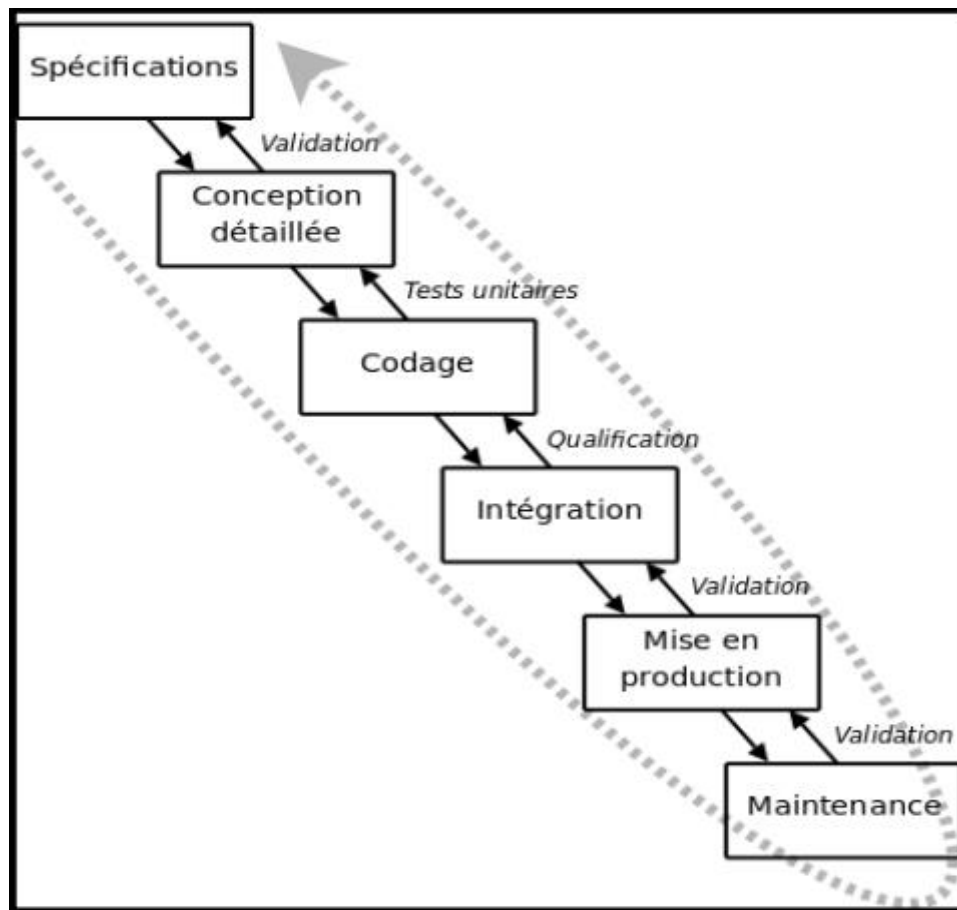 Spécifications
Validation
Conception
détaillée
Tests unitaires
Codage
Qualification
Intégration
Validation
Mise en
production
Validation
Maintenance